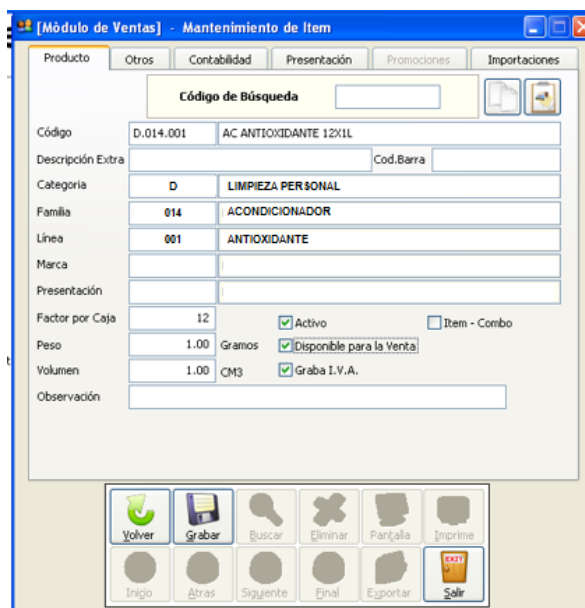 [Mòdulo de Ventas] - Mantenimiento de Item
Producto Otros Contabilidad Presentación Promociones Importaciones
Código de Búsqueda
Código D.014.001 AC ANTIOXIDANTE 12X1L
Descripción Extra Cod.Barra
Categoria D LIMPIEZA PERSONAL
Familia 014 ACONDICIONADOR
Línea 001 ANTIOXIDANTE
Marca
Presentación
Factor por Caja 12 Activo Item - Combo
Peso 1.00 Gramos Disponible para la Venta
Volumen 1.00 CM3 Graba I.V.A.
Observación
Volver Grabar Buscar Eliminar Pantalla Imprime
EXIT
Inicio Atras Siguiente Final Exportar Salir